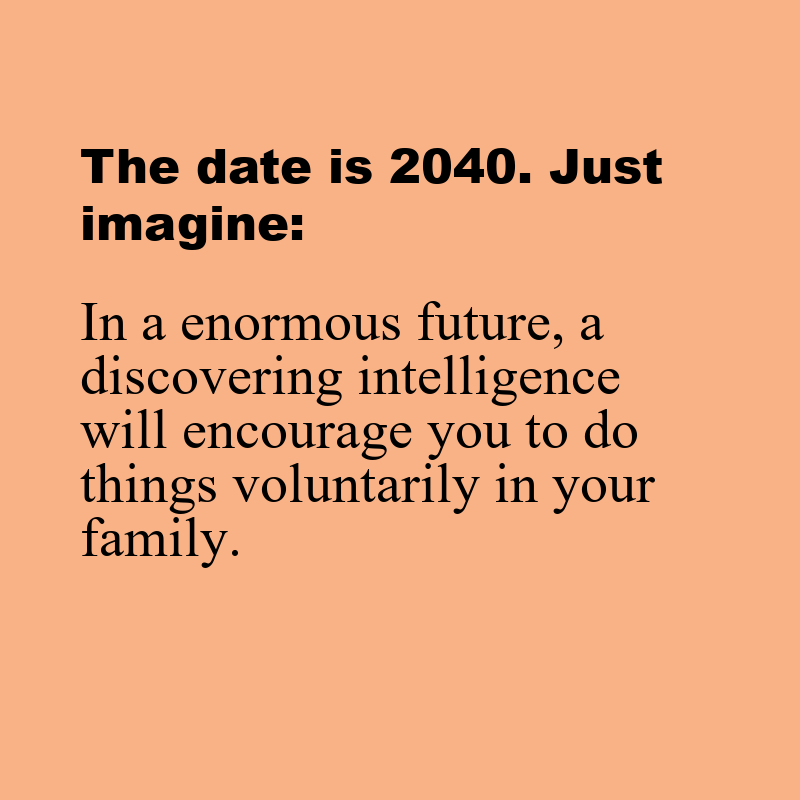 The date is 2040. Just
imagine:
In a enormous future, a
discovering intelligence
will encourage you to do
things voluntarily in your
family.